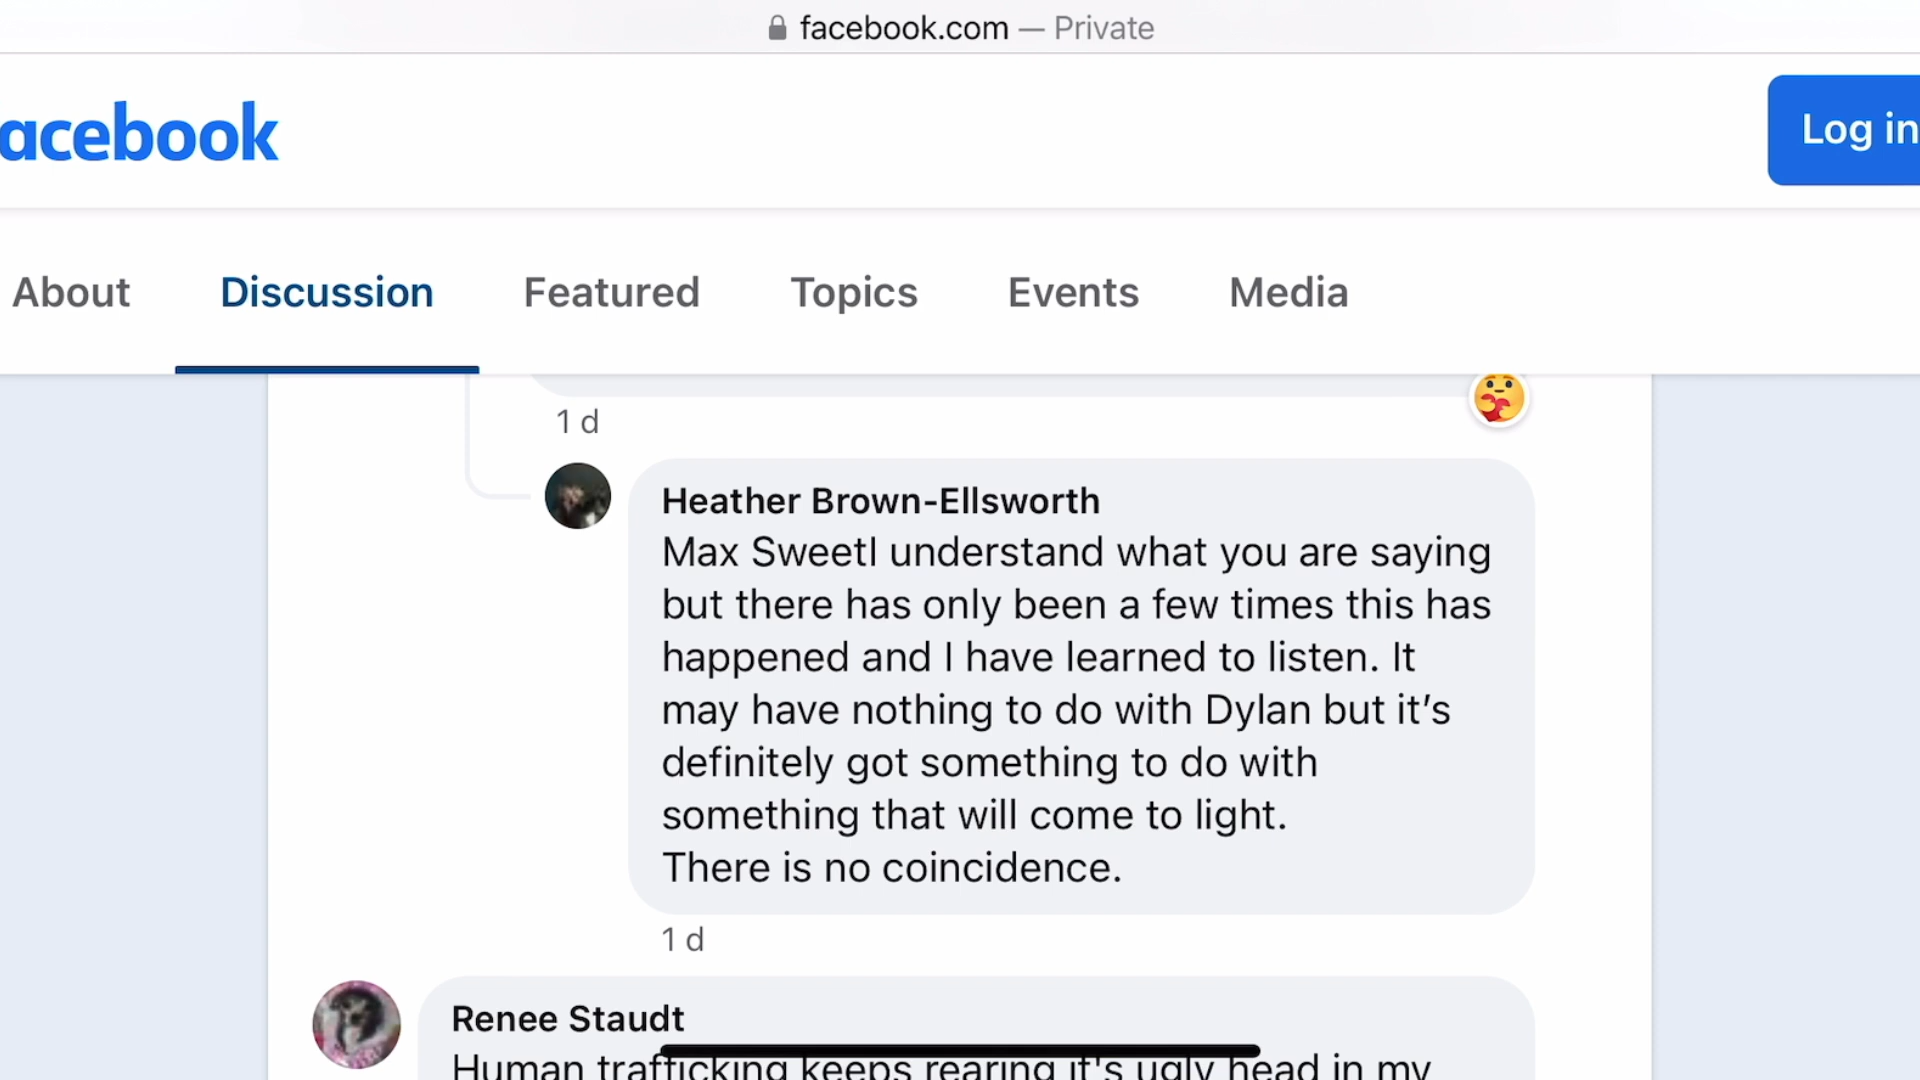 facebook.com — Private
acebook
Log in
About Discussion Featured Topics Events Media
1 d
Heather Brown-Ellsworth
Max SweetI understand what you are saying
but there has only been a few times this has
happened and I have learned to listen. It
may have nothing to do with Dylan but it’s
definitely got something to do with
something that will come to light.
There is no coincidence.
1 d
Renee Staudt
Human trafficking keeps rearing it's ugly head in my